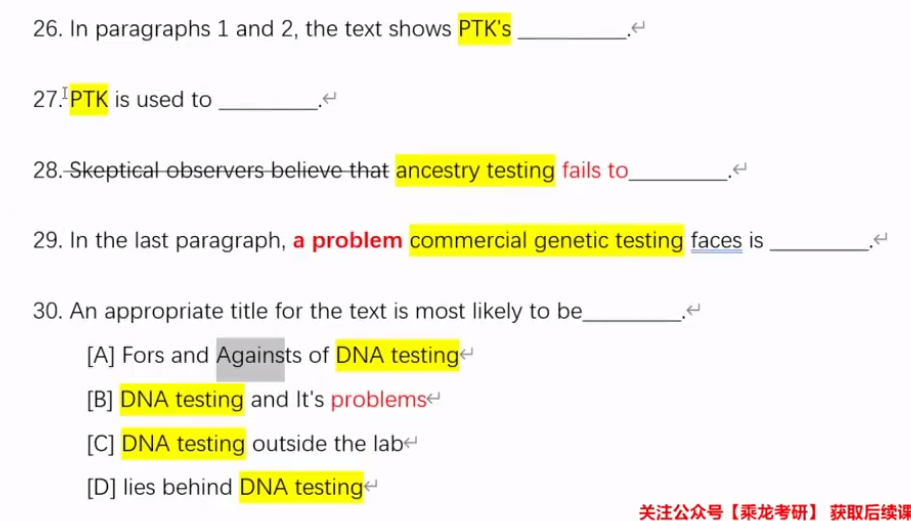 26. In paragraphs 1 and 2, the text shows PTK's __________.↵
27. PTK is used to _________.↵
28. Skeptical observers believe that ancestry testing fails to_________.↵
29. In the last paragraph, a problem commercial genetic testing faces is _________.↵
30. An appropriate title for the text is most likely to be_________.↵
[A] Fors and Againsts of DNA testing↵
[B] DNA testing and It's problems↵
[C] DNA testing outside the lab↵
[D] lies behind DNA testing↵
关注公众号【乘龙考研】 获取后续课